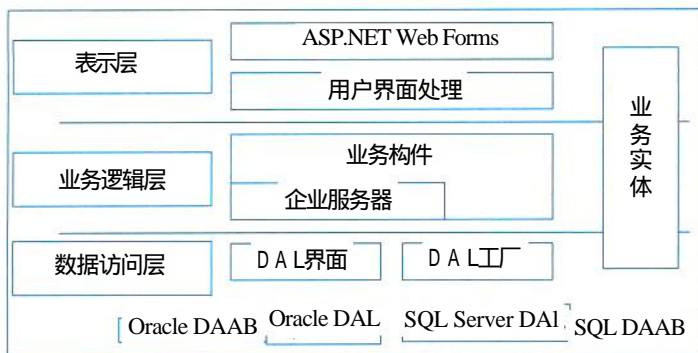 ASP.NET Web Forms
表示层
用户界面处理
业务实体
业务构件
业务逻辑层
企业服务器
数据访问层
DAL界面
DAL工厂
Oracle DAAB
Oracle DAL
SQL Server DAl
SQL DAAB